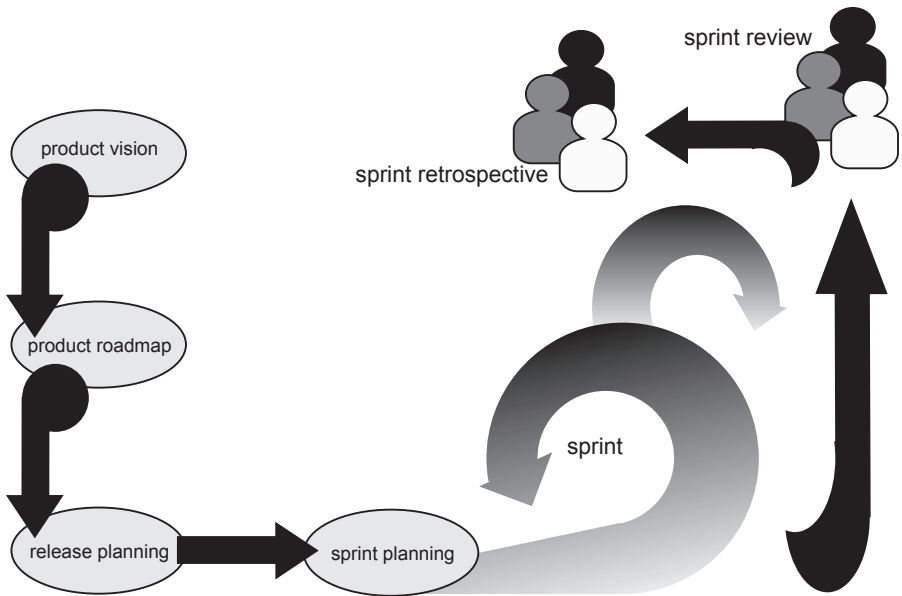 sprint review
product vision
sprint retrospective
product roadmap
sprint
release planning
sprint planning